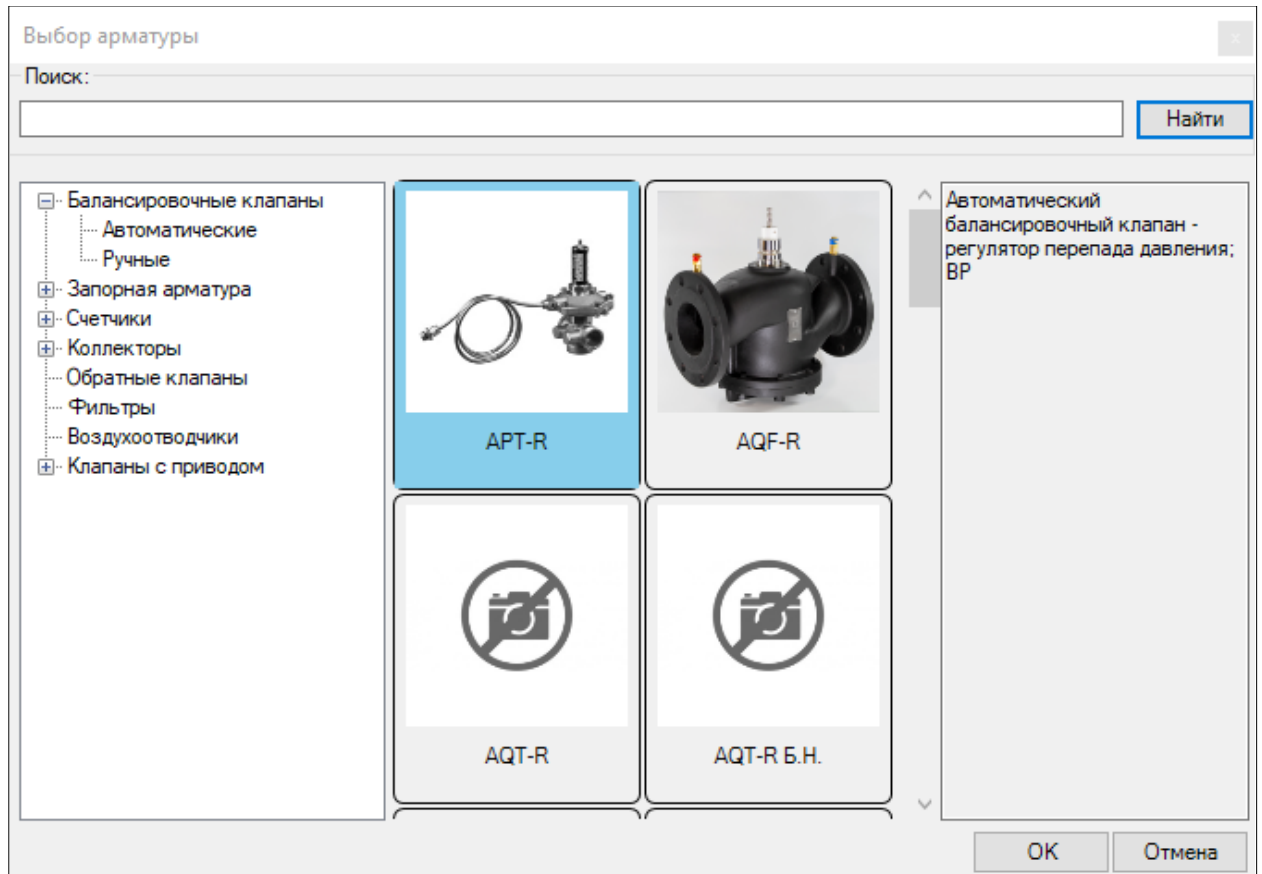 Выбор арматуры
x
Поиск:
Найти
Балансировочные клапаны
Автоматические
Ручные
Запорная арматура
Счетчики
Коллекторы
Обратные клапаны
Фильтры
Воздухоотводчики
Клапаны с приводом
APT-R
AQF-R
AQT-R
AQT-R Б.Н.
Автоматический
балансировочный клапан -
регулятор перепада давления;
ВР
OK
Отмена